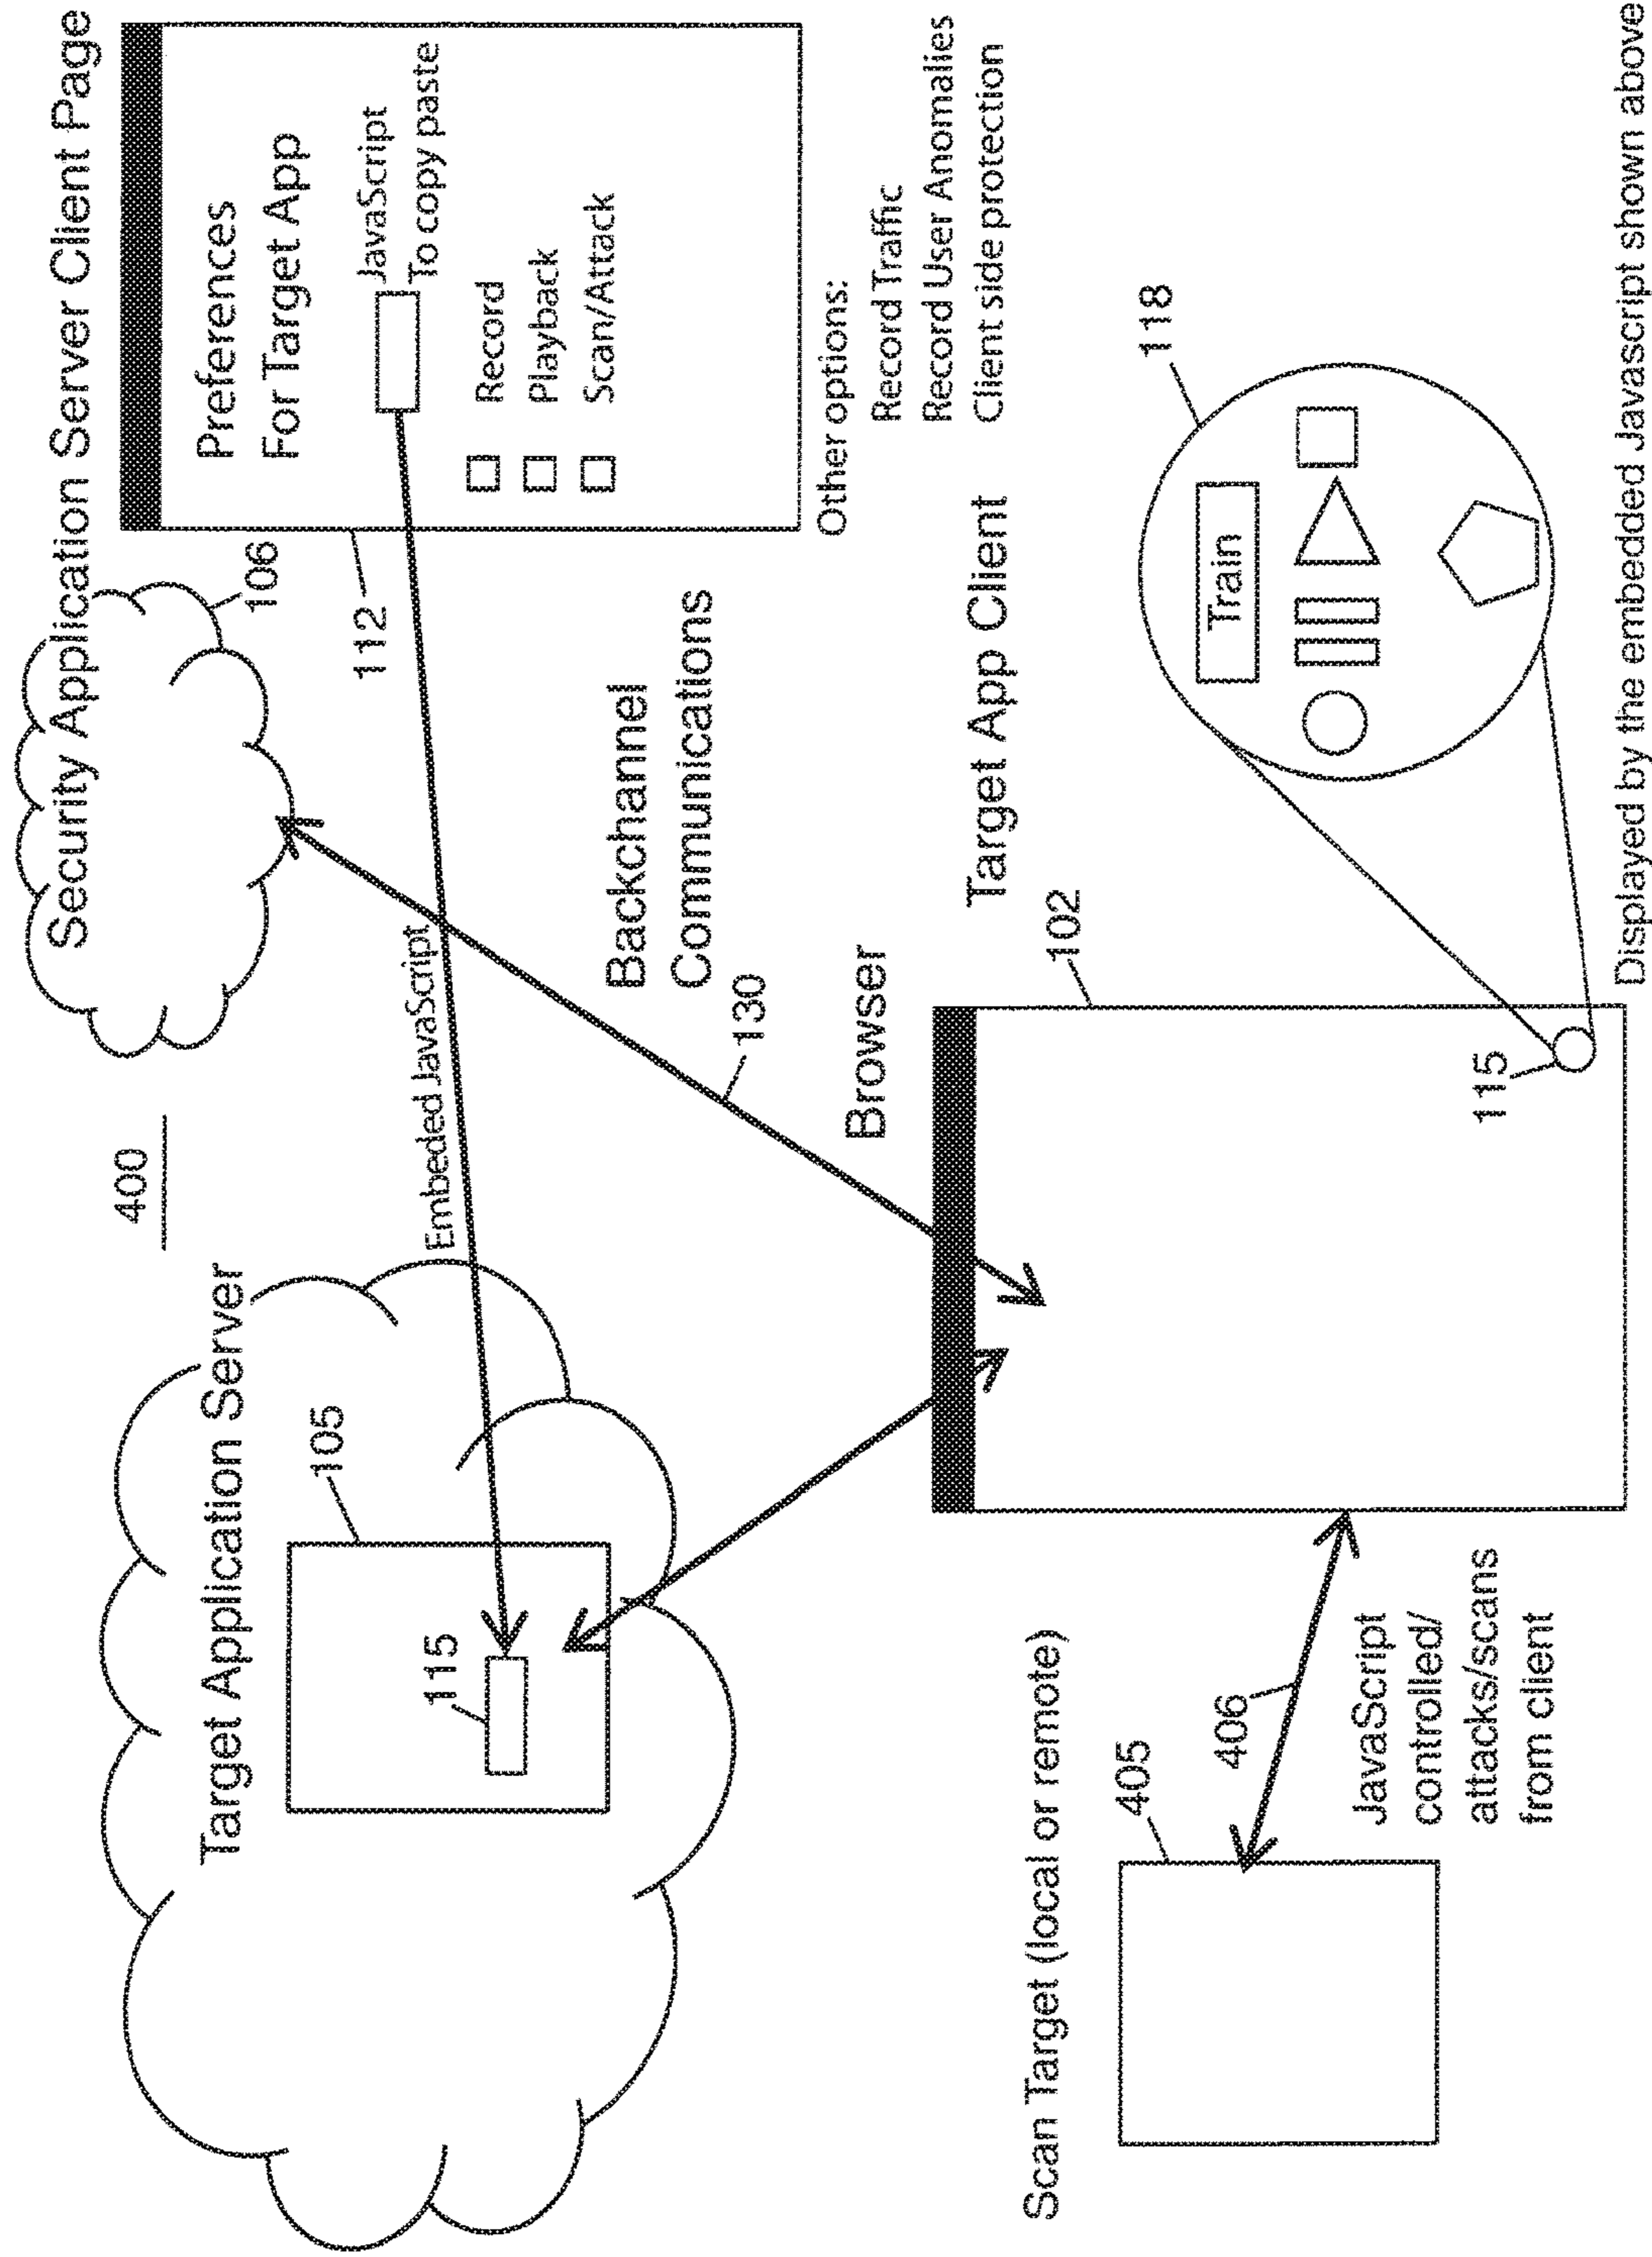 400
Security Application Server Client Page
106
112
Preferences
For Target App
JavaScript
To copy paste
Record
Playback
Scan/Attack
Other options:
Record Traffic
Record User Anomalies
Client side protection
Target Application Server
105
115
Embeded JavaScript
Backchannel
Communications
130
Browser
Target App Client
102
115
118
Train
Displayed by the embedded Javascript shown above
Scan Target (local or remote)
405
406
JavaScript
controlled/
attacks/scans
from client